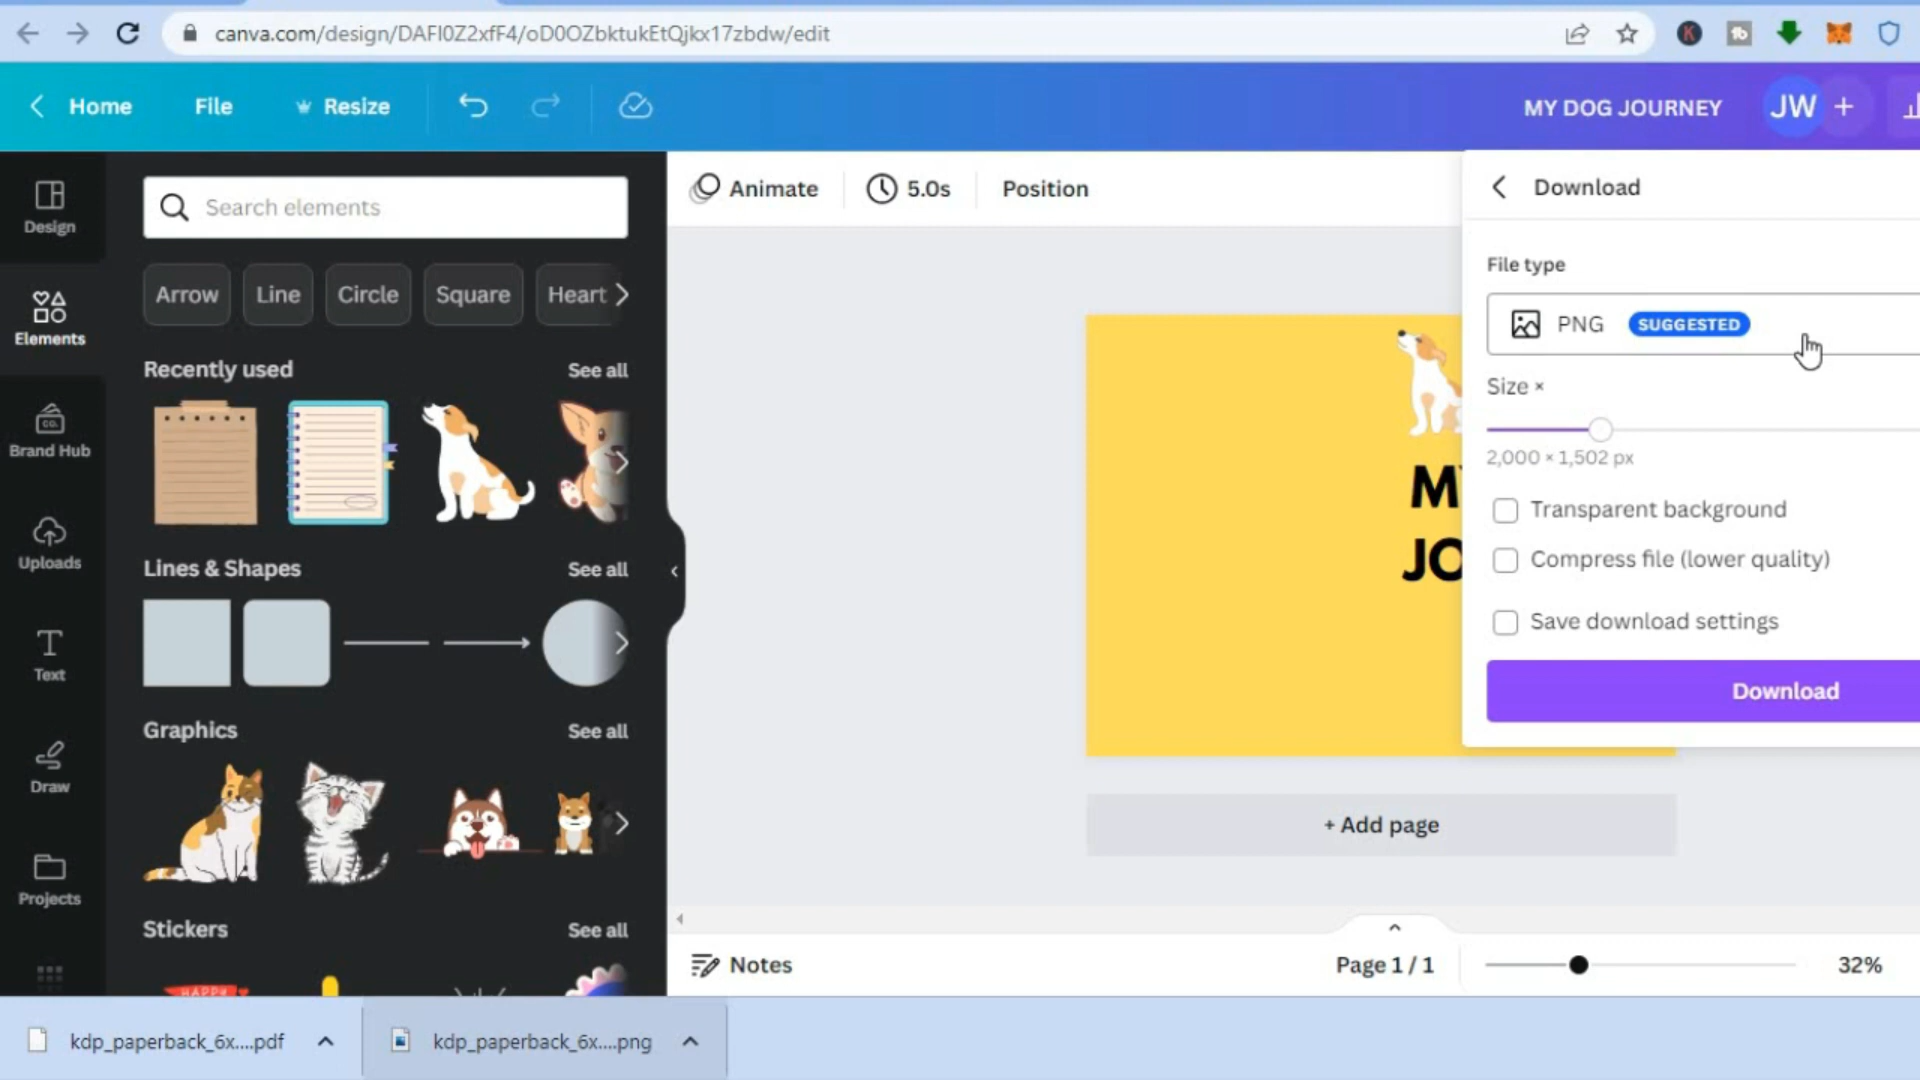 canva.com/design/DAFI0Z2xfF4/oD0OZbktukEtQjkx17zbdw/edit
Home
File
Resize
MY DOG JOURNEY
JW
Design
Elements
Brand Hub
CO.
Uploads
Text
Draw
Projects
Search elements
Arrow
Line
Circle
Square
Heart
Recently used
See all
Lines & Shapes
See all
Graphics
See all
Stickers
See all
HAPPY
Animate
5.0s
Position
MY
JO
+ Add page
Download
File type
PNG SUGGESTED
Size ×
2,000 × 1,502 px
Transparent background
Compress file (lower quality)
Save download settings
Download
Notes
Page 1 / 1
32%
kdp_paperback_6x....pdf
kdp_paperback_6x....png